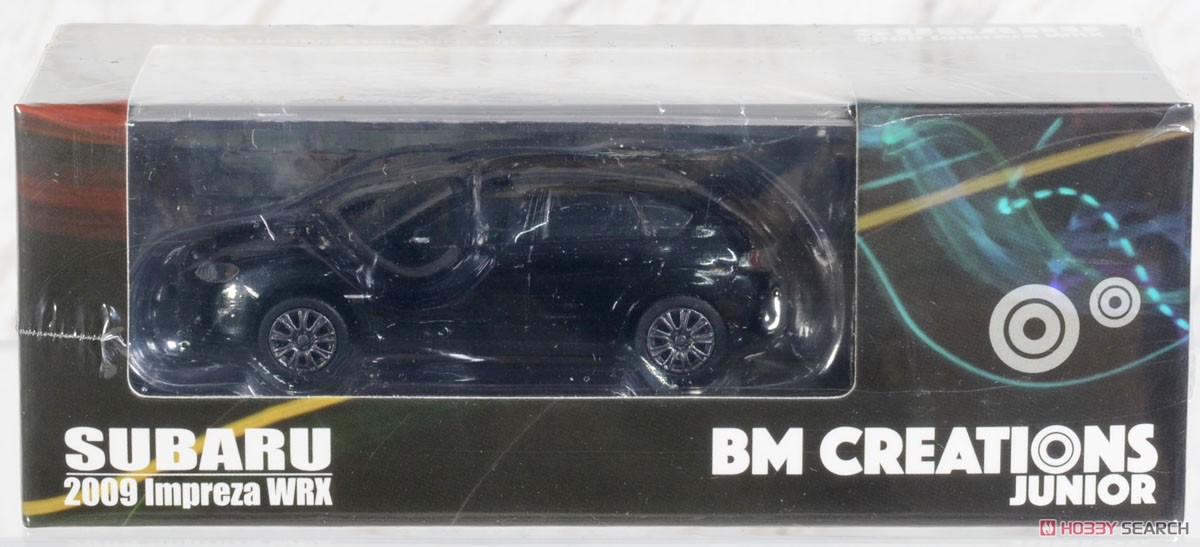 SUBARU
2009 Impreza WRX
BM CREATIONS
JUNIOR
HOBBY SEARCH